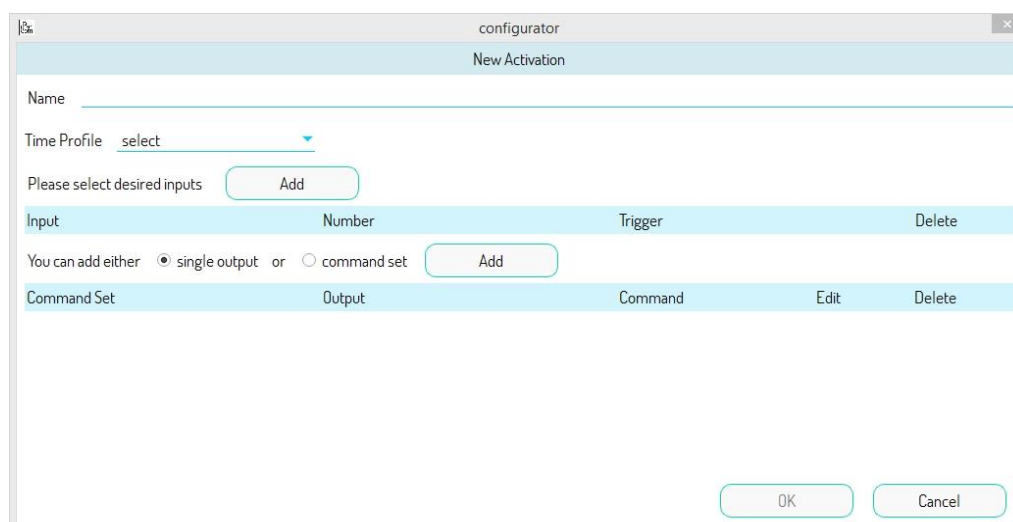 configurator
New Activation
Name
Time Profile select
Please select desired inputs Add
Input Number Trigger Delete
You can add either single output or command set Add
Command Set Output Command Edit Delete
OK Cancel